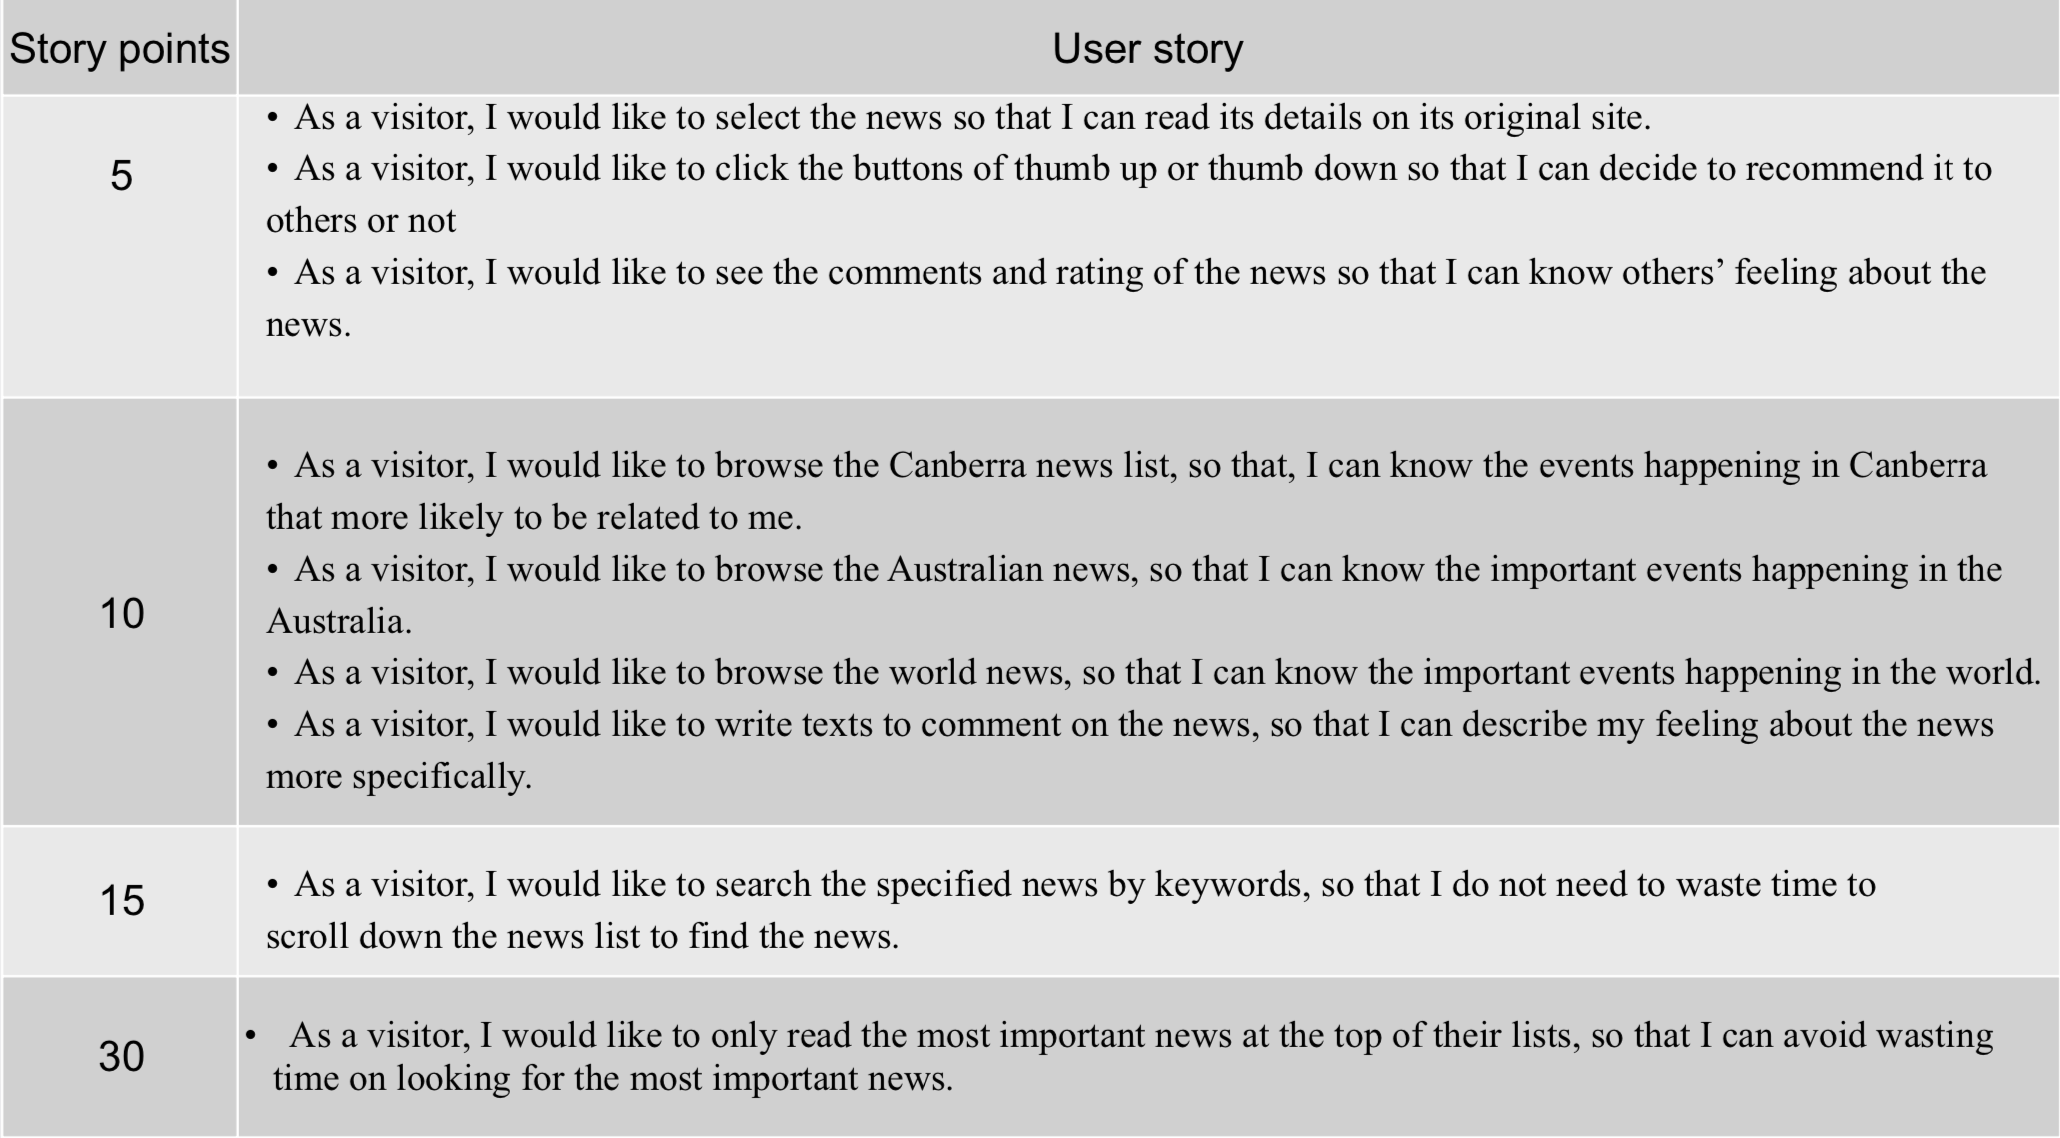 Story points
User story
5
• As a visitor, I would like to select the news so that I can read its details on its original site.
• As a visitor, I would like to click the buttons of thumb up or thumb down so that I can decide to recommend it to
others or not
• As a visitor, I would like to see the comments and rating of the news so that I can know others’ feeling about the
news.
10
• As a visitor, I would like to browse the Canberra news list, so that, I can know the events happening in Canberra
that more likely to be related to me.
• As a visitor, I would like to browse the Australian news, so that I can know the important events happening in the
Australia.
• As a visitor, I would like to browse the world news, so that I can know the important events happening in the world.
• As a visitor, I would like to write texts to comment on the news, so that I can describe my feeling about the news
more specifically.
15
• As a visitor, I would like to search the specified news by keywords, so that I do not need to waste time to
scroll down the news list to find the news.
30
• As a visitor, I would like to only read the most important news at the top of their lists, so that I can avoid wasting
time on looking for the most important news.